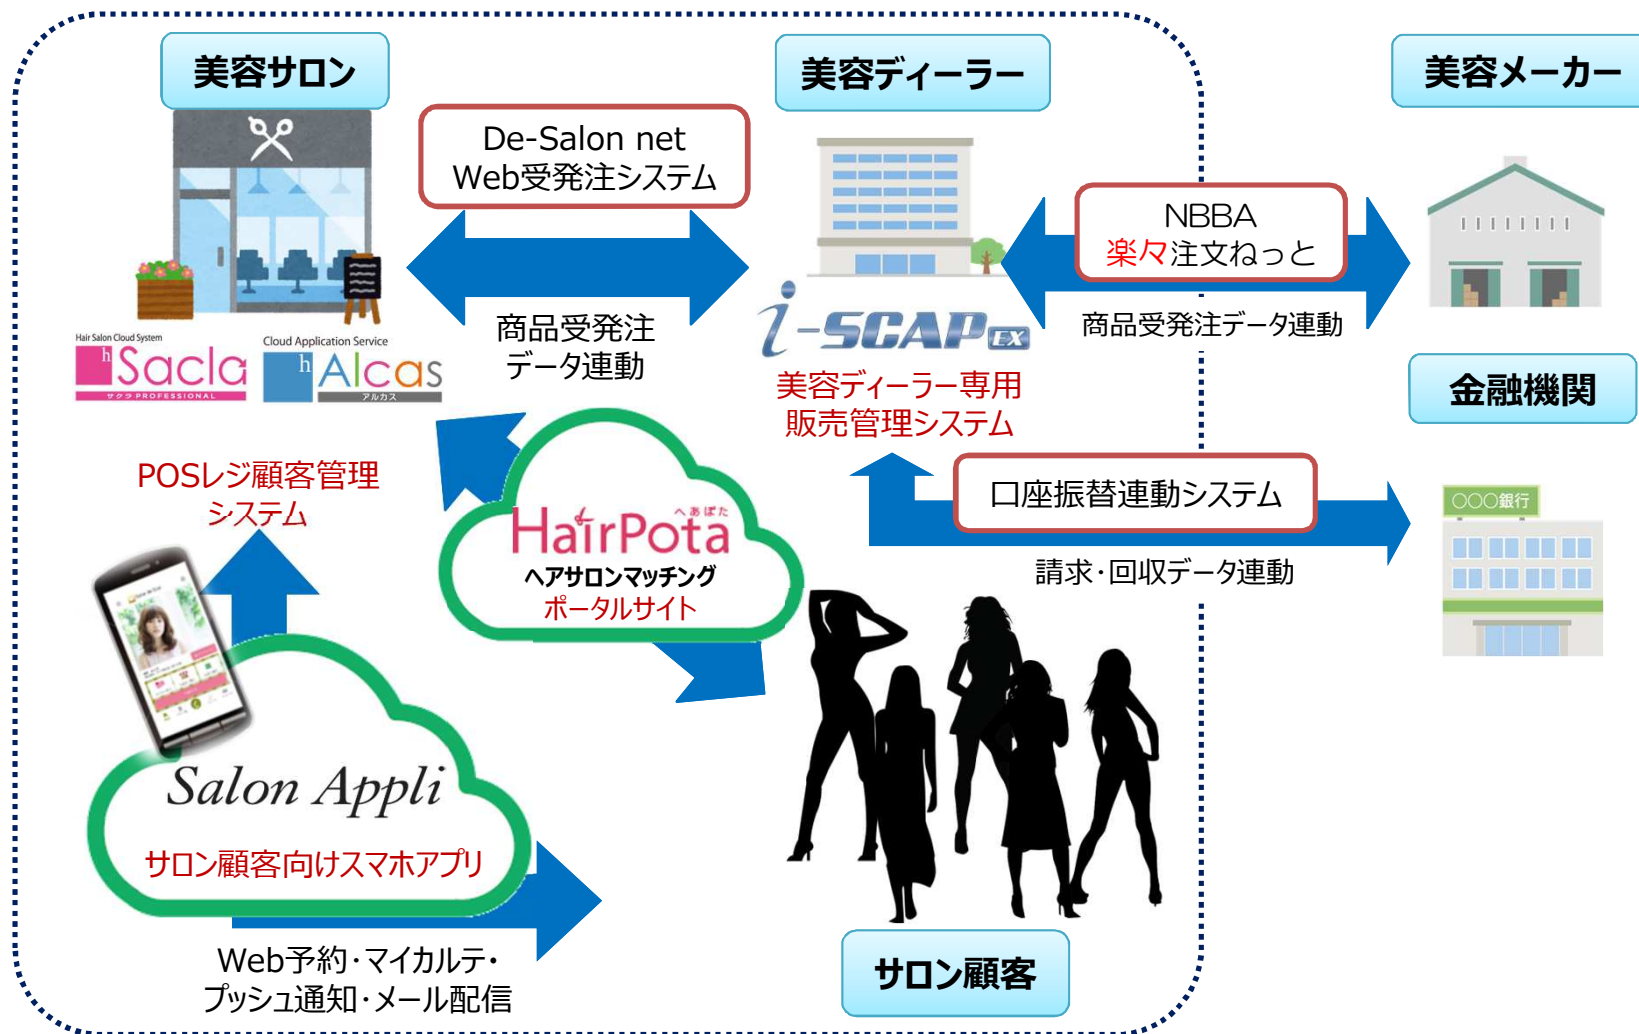 美容サロン
美容ディーラー
美容メーカー
De-Salon net
Web受発注システム
NBBA
楽々注文ねっと
商品受発注
データ連動
商品受発注データ連動
Hair Salon Cloud System
h Sacla
サクラ PROFESSIONAL
Cloud Application Service
h Alcas
アルカス
i-SCAP EX
美容ディーラー専用
販売管理システム
金融機関
POSレジ顧客管理
システム
口座振替連動システム
請求・回収データ連動
○○○銀行
へあぽた
HairPota
ヘアサロンマッチング
ポータルサイト
Salon Appli
サロン顧客向けスマホアプリ
Web予約・マイカルテ・
プッシュ通知・メール配信
サロン顧客